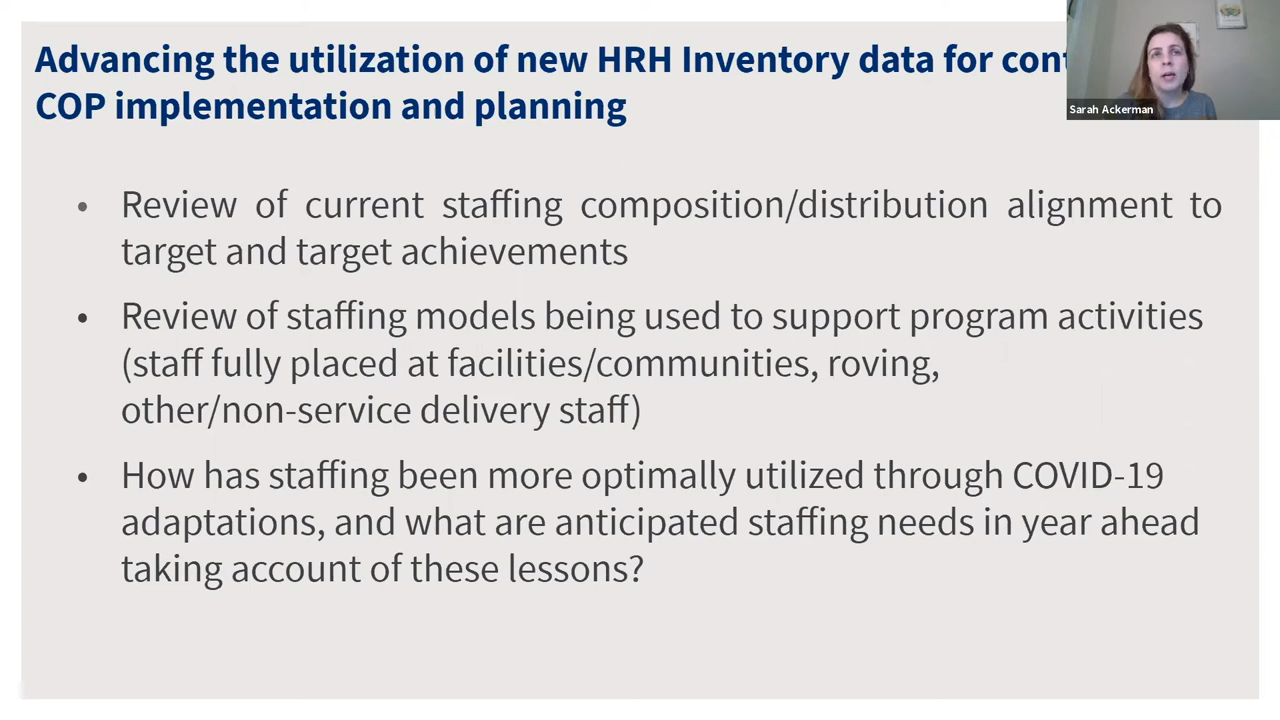 Advancing the utilization of new HRH Inventory data for
COP implementation and planning
Sarah Ackerman
• Review of current staffing composition/distribution alignment to
target and target achievements
• Review of staffing models being used to support program activities
(staff fully placed at facilities/communities, roving,
other/non-service delivery staff)
• How has staffing been more optimally utilized through COVID-19
adaptations, and what are anticipated staffing needs in year ahead
taking account of these lessons?